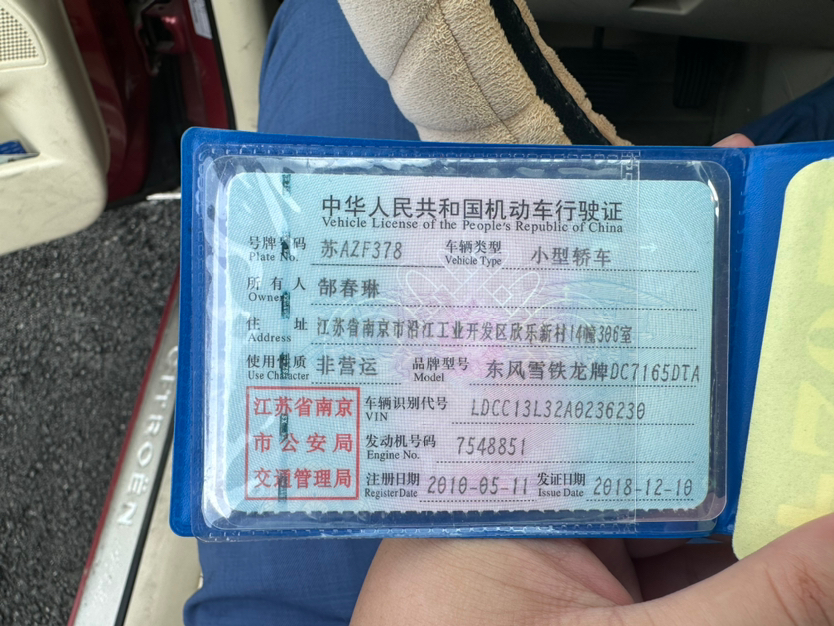 中华人民共和国机动车行驶证
Vehicle License of the People's Republic of China
号牌号码 苏AZF378 车辆类型 小型轿车
Plate No. Vehicle Type
所有人 郜春琳
Owner
住址 江苏省南京市沿江工业开发区欣乐新村14幢306室
Address
使用性质 非营运 品牌型号 东风雪铁龙牌DC7165DTA
Use Character Model
江苏省南京
市公安局
交通管理局
车辆识别代号 LDCC13L32A0236230
VIN
发动机号码 7548851
Engine No.
注册日期 2010-05-11 发证日期 2018-12-10
Register Date Issue Date
CITROËN